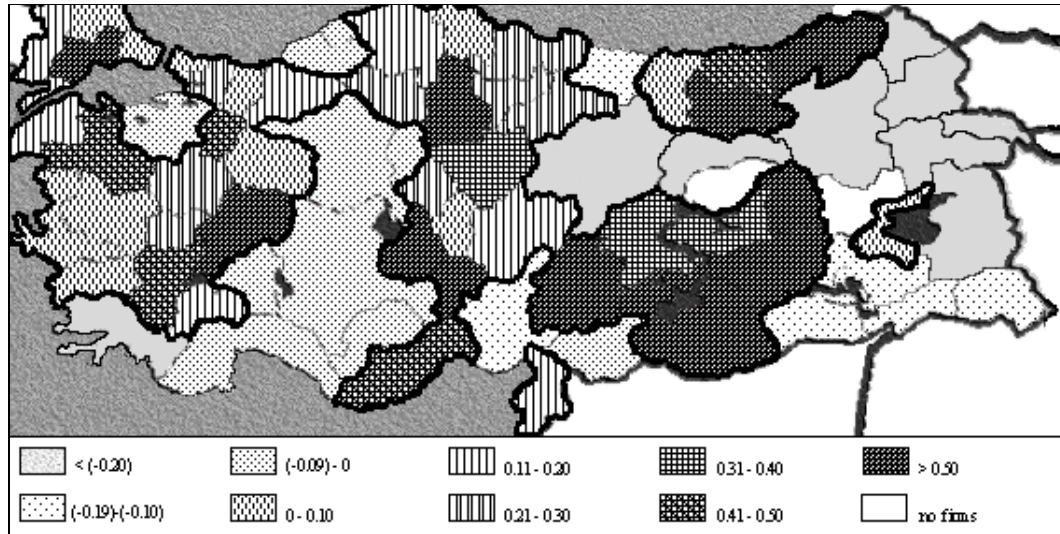 < (-0.20) (-0.09) - 0 0.11 - 0.20 0.31 - 0.40 > 0.50
(-0.19)-(-0.10) 0 - 0.10 0.21 - 0.30 0.41 - 0.50 no firms